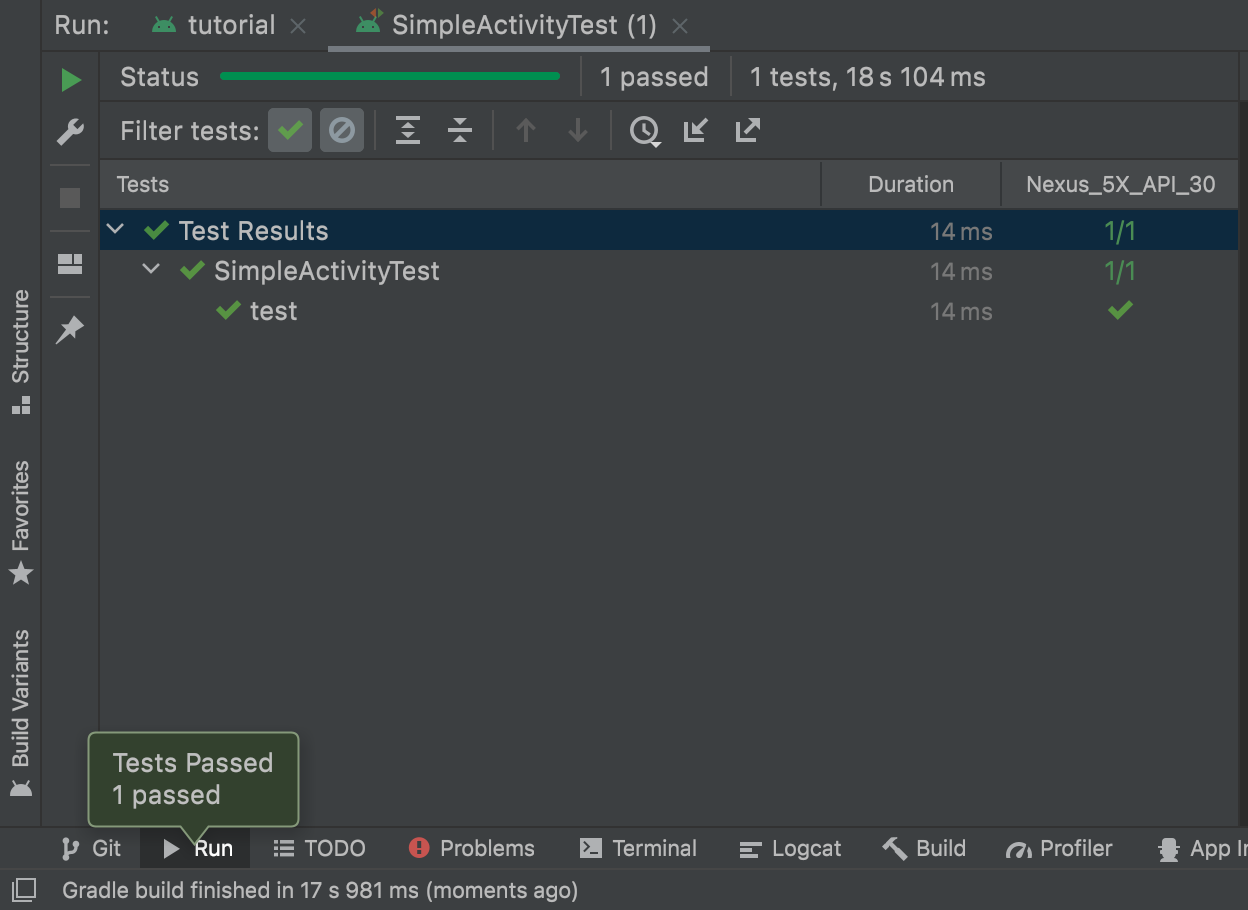 Run: tutorial SimpleActivityTest (1)
Status 1 passed 1 tests, 18 s 104 ms
Filter tests:
Tests Duration Nexus_5X_API_30
Test Results 14 ms 1/1
SimpleActivityTest 14 ms 1/1
test 14 ms
Structure
Favorites
Build Variants
Tests Passed
1 passed
Git Run TODO Problems Terminal Logcat Build Profiler App
Gradle build finished in 17 s 981 ms (moments ago)